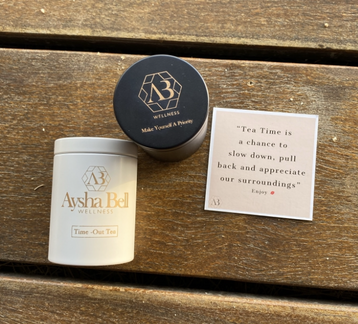 AB
WELLNESS
Make Yourself A Priority
"Tea Time is
a chance to
slow down, pull
back and appreciate
our surroundings"
Enjoy
AB
AB
Aysha Bell
WELLNESS
Time-Out Tea